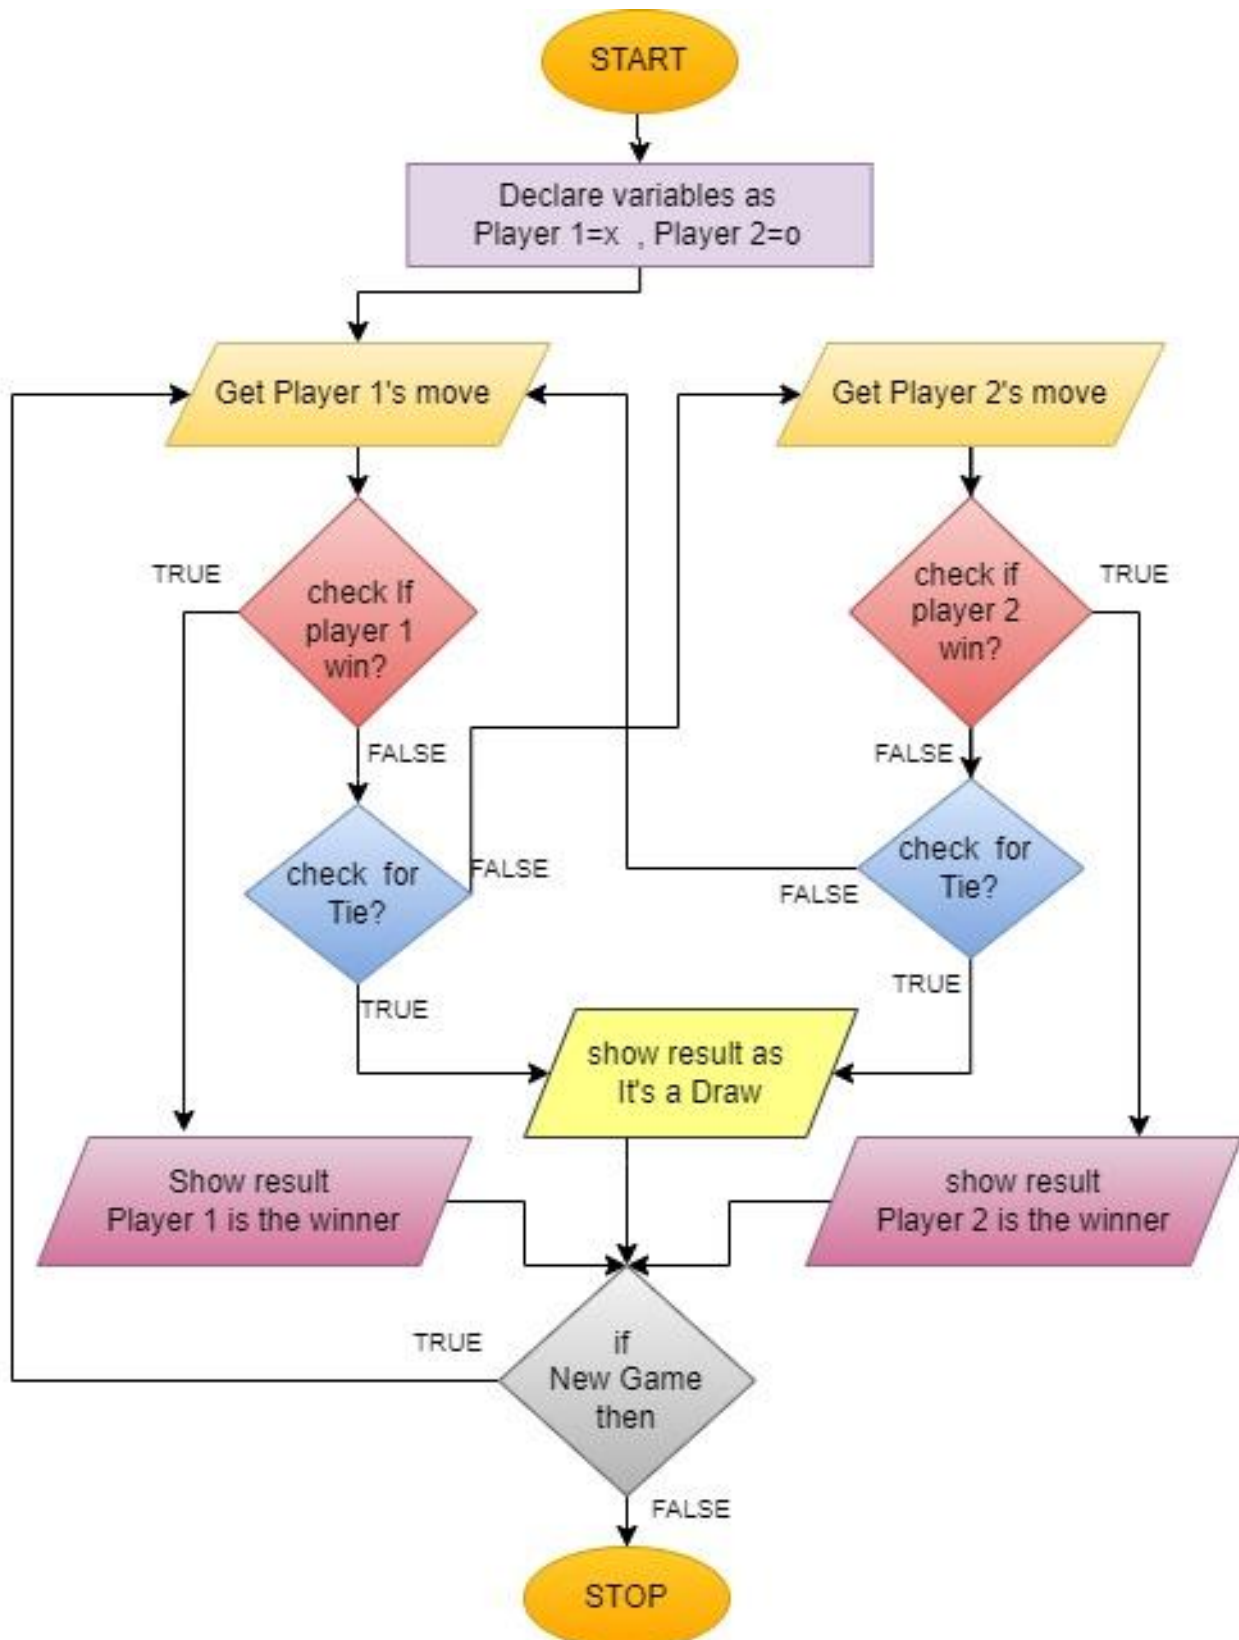 START
Declare variables as
Player 1=x , Player 2=o
Get Player 1's move
Get Player 2's move
TRUE
check If
player 1
win?
check if
player 2
win?
TRUE
FALSE
FALSE
check for
Tie?
FALSE
check for
Tie?
FALSE
TRUE
TRUE
show result as
It's a Draw
Show result
Player 1 is the winner
show result
Player 2 is the winner
TRUE
if
New Game
then
FALSE
STOP